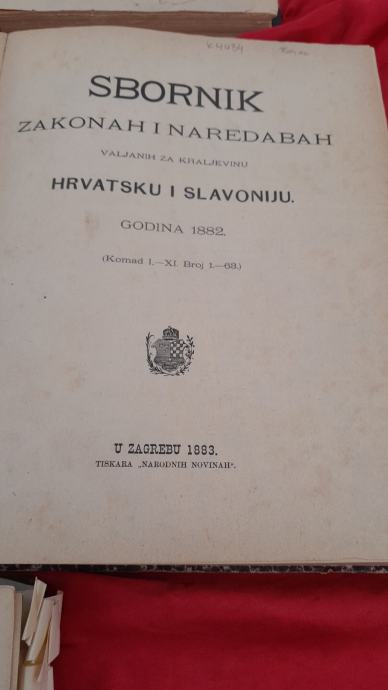 SBORNIK
ZAKONAH I NAREDABAH
VALJANIH ZA KRALJEVINU
HRVATSKU I SLAVONIJU.
GODINA 1882.
(Komad I.—XI. Broj 1.—63.)
U ZAGREBU 1883.
TISKARA „NARODNIH NOVINAH“.